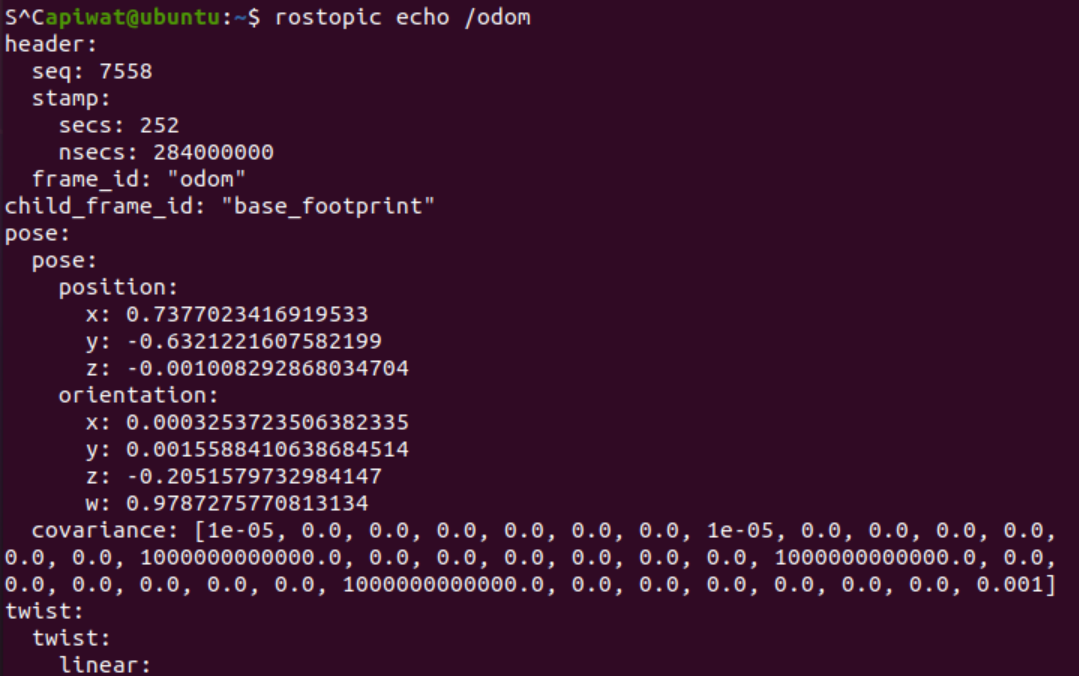 S^Capiwat@ubuntu:~$ rostopic echo /odom
header:
  seq: 7558
  stamp:
    secs: 252
    nsecs: 284000000
  frame_id: "odom"
child_frame_id: "base_footprint"
pose:
  pose:
    position:
      x: 0.7377023416919533
      y: -0.6321221607582199
      z: -0.0010082928680347​04
    orientation:
      x: 0.00032537235063823​35
      y: 0.0015588410638684514
      z: -0.2051579732984147
      w: 0.9787275770813134
  covariance: [1e-05, 0.0, 0.0, 0.0, 0.0, 0.0, 0.0, 1e-05, 0.0, 0.0, 0.0, 0.0,
0.0, 0.0, 1000000000000.0, 0.0, 0.0, 0.0, 0.0, 0.0, 0.0, 1000000000000.0, 0.0,
0.0, 0.0, 0.0, 0.0, 0.0, 1000000000000.0, 0.0, 0.0, 0.0, 0.0, 0.0, 0.0, 0.001]
twist:
  twist:
    linear: